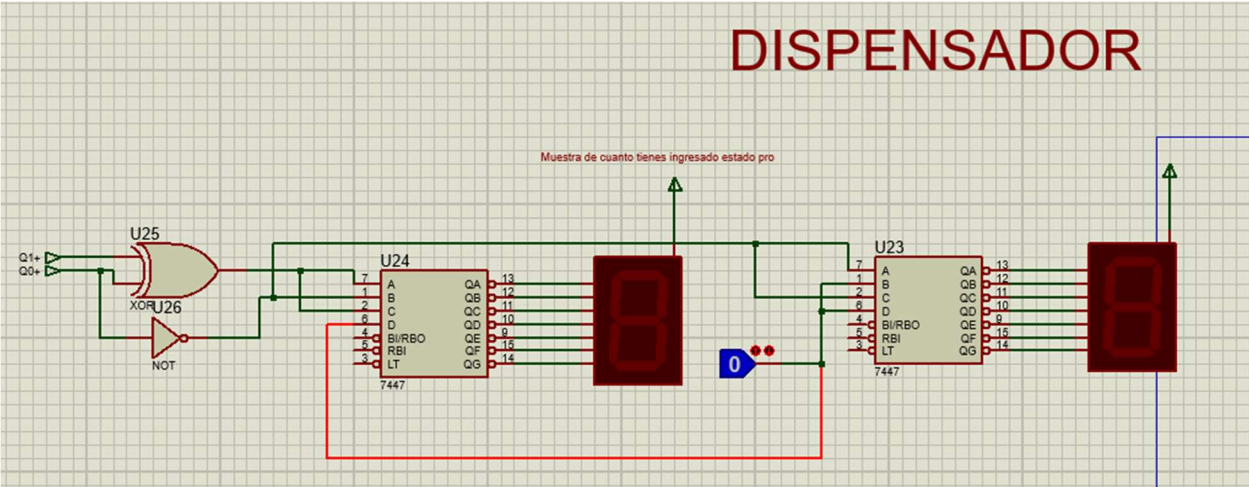 DISPENSADOR
Muestra de cuanto tienes ingresado estado pro
U25
Q1+
Q0+
XOR
U26
NOT
U24
7 A QA 13
1 B QB 12
2 C QC 11
6 D QD 10
4 BI/RBO QE 9
5 RBI QF 15
3 LT QG 14
7447
0
U23
7 A QA 13
1 B QB 12
2 C QC 11
6 D QD 10
4 BI/RBO QE 9
5 RBI QF 15
3 LT QG 14
7447